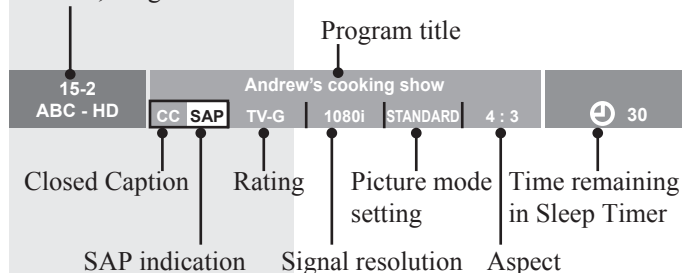 Program title
15-2
ABC - HD
Andrew's cooking show
CC SAP TV-G 1080i STANDARD 4 : 3
30
Closed Caption Rating Picture mode setting Time remaining in Sleep Timer
SAP indication Signal resolution Aspect